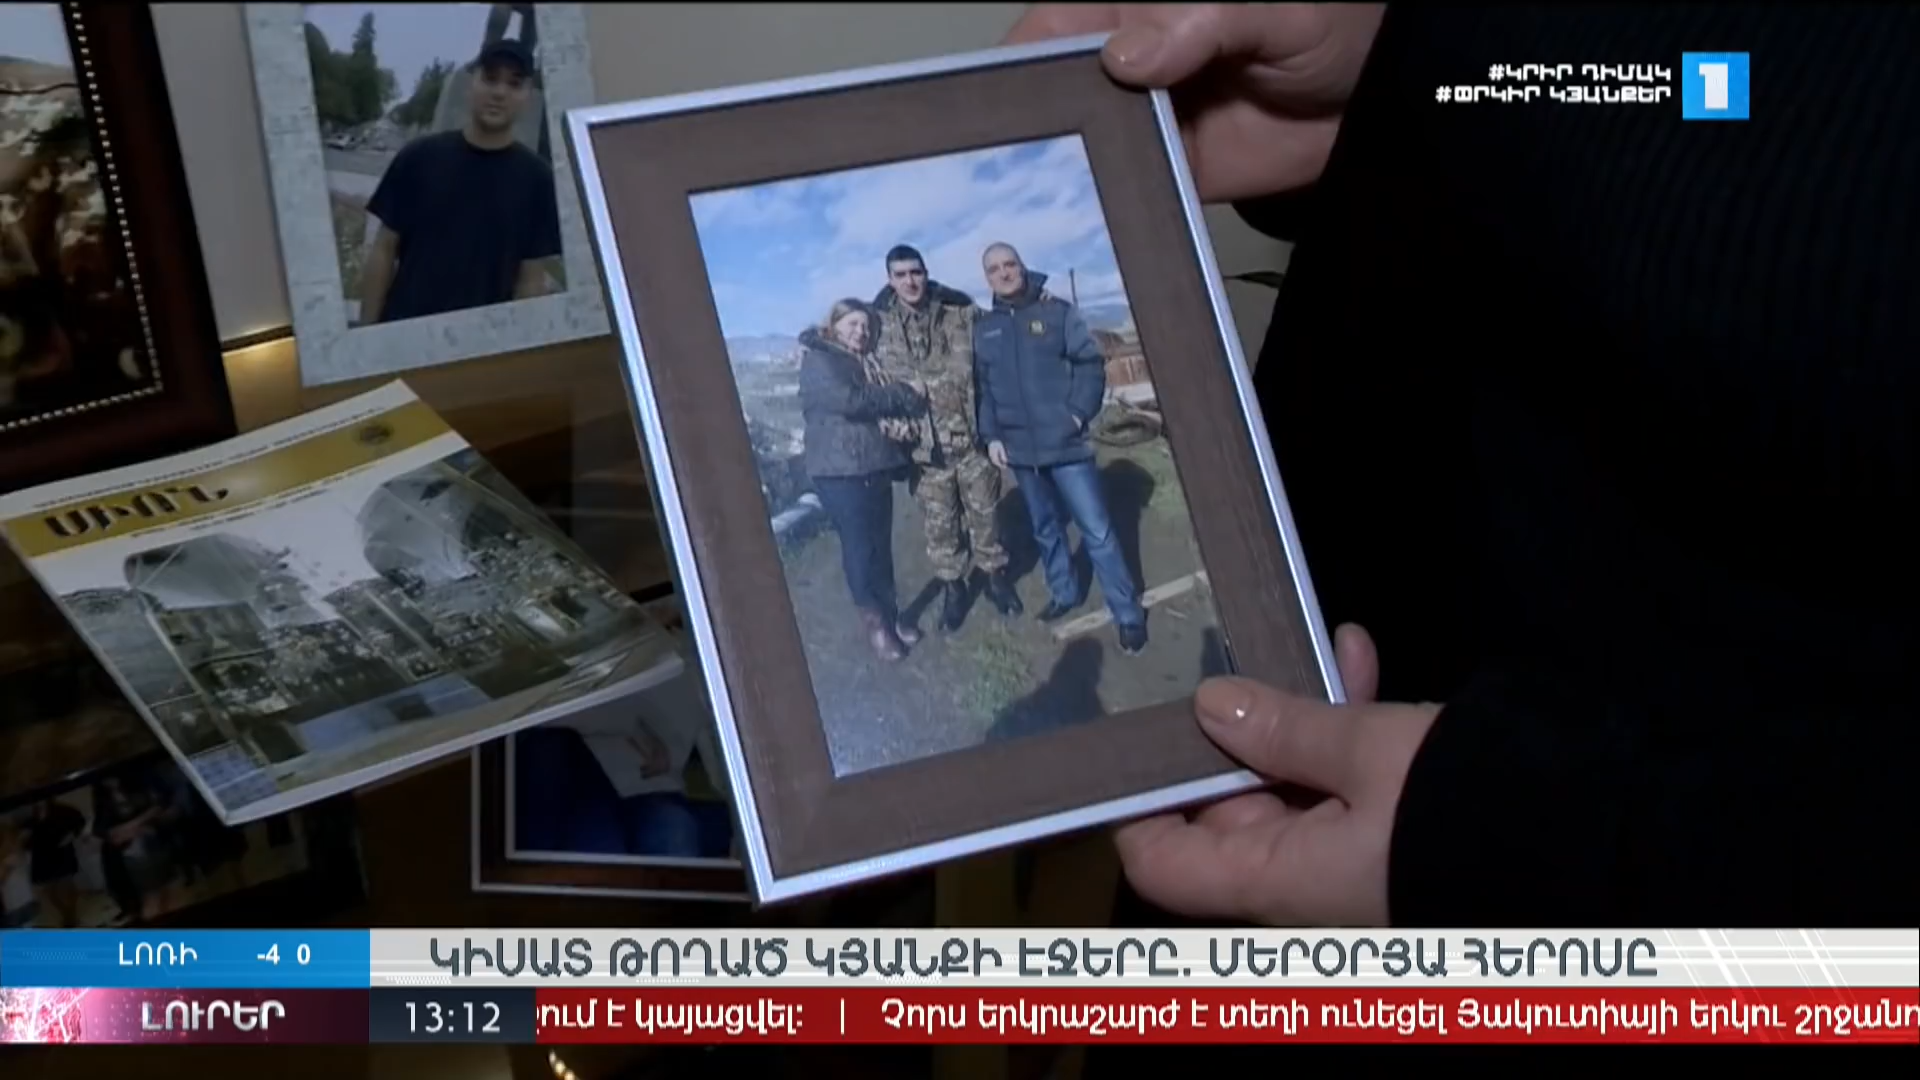 #ԿՐԻՐ ԴԻՄԱԿ
#ՓՐԿԻՐ ԿՅԱՆՔԵՐ
1
ՍԻՈՆ
ԼՈՌԻ -4 0
ԿԻՍԱՏ ԹՈՂԱԾ ԿՅԱՆՔԻ ԷՋԵՐԸ. ՄԵՐՕՐՅԱ ՀԵՐՈՍԸ
ԼՈՒՐԵՐ
13:12
ում է կայացվել: | Չորս երկրաշարժ է տեղի ունեցել Յակուտիայի երկու շրջանո